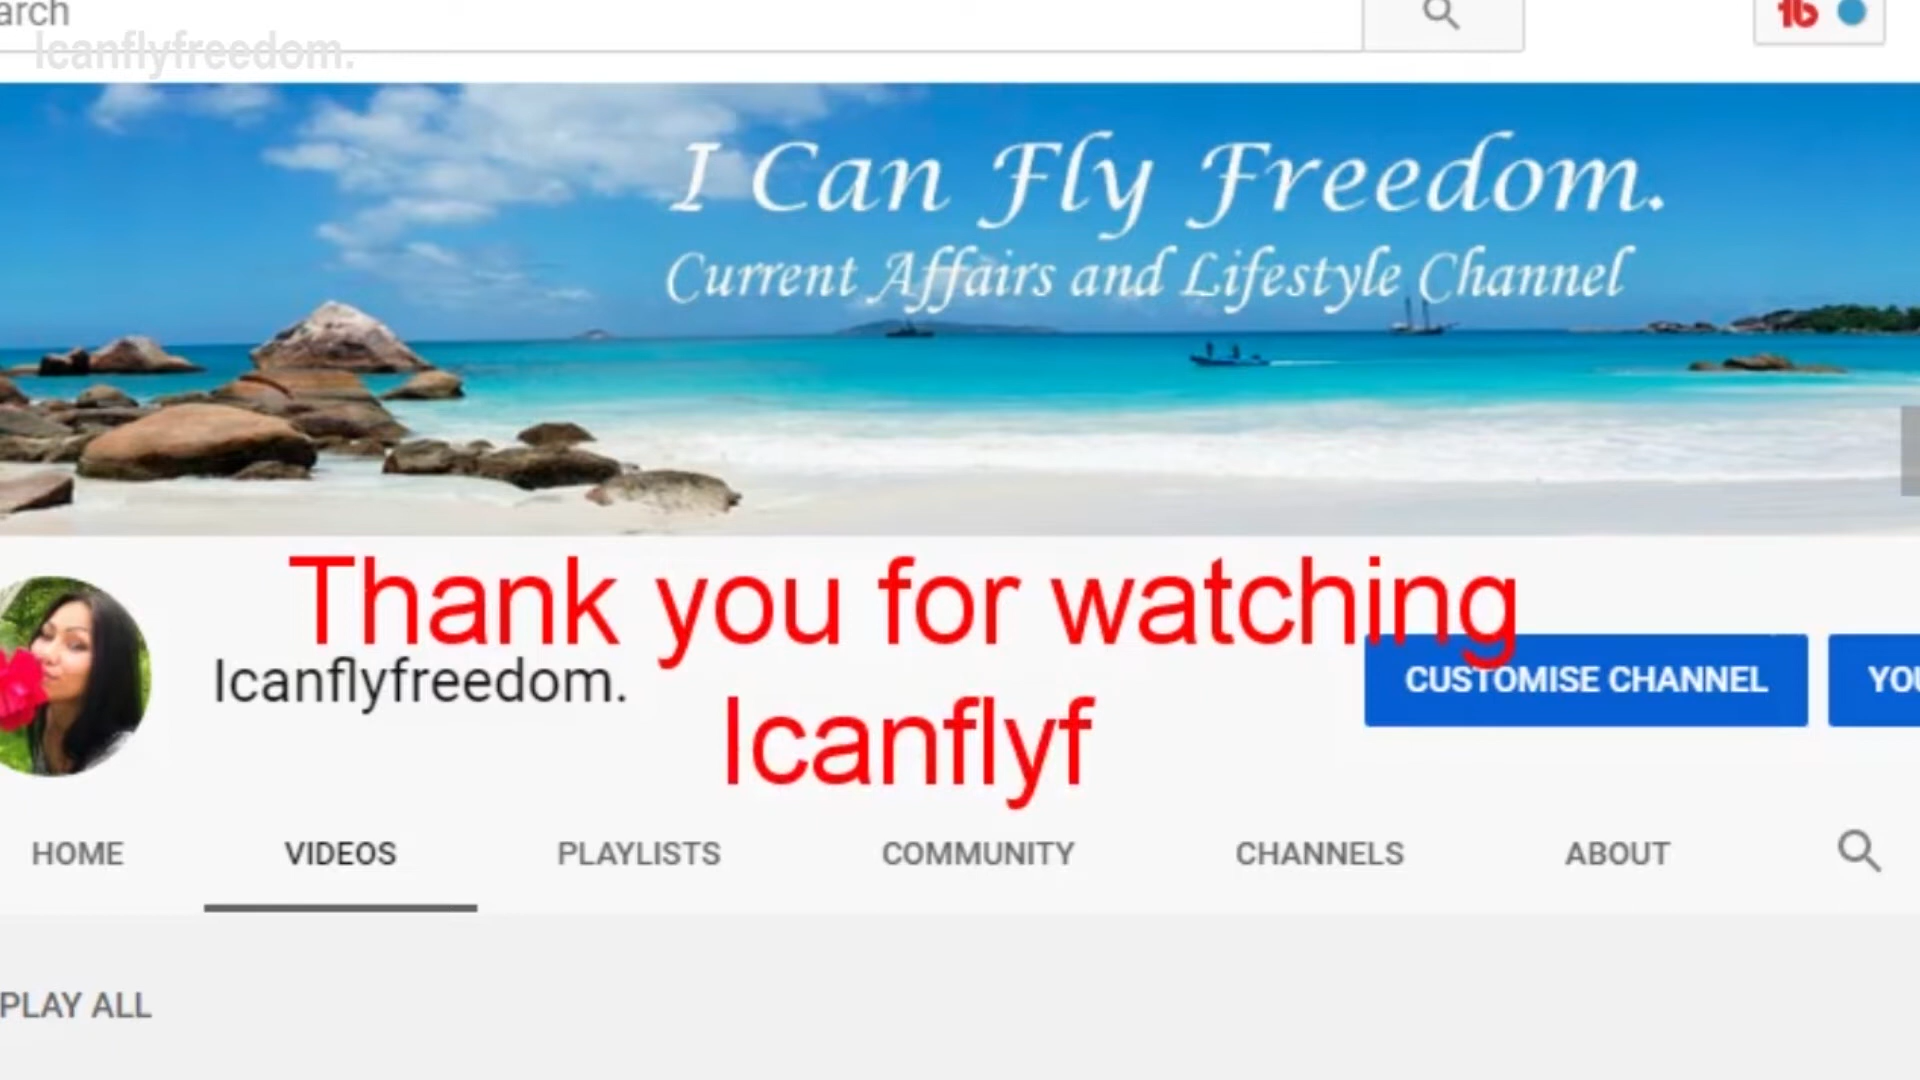 arch
Icanflyfreedom.
I Can Fly Freedom.
Current Affairs and Lifestyle Channel
Thank you for watching
Icanflyfreedom.
CUSTOMISE CHANNEL
YOU
Icanflyf
HOME VIDEOS PLAYLISTS COMMUNITY CHANNELS ABOUT
PLAY ALL